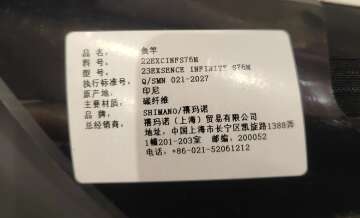 品 名： 鱼竿
料 号： 22EXCINFS76M
型 号： 23EXSENCE INFINITY S76M
执行标准号： Q/SMN 021-2027
原产地： 印尼
主要材质： 碳纤维
品 牌： SHIMANO/禧玛诺
总经销商： 禧玛诺（上海）贸易有限公司
地址：中国上海市长宁区凯旋路1388弄
1幢201-203室 邮编：200052
电话：+86-021-52061212